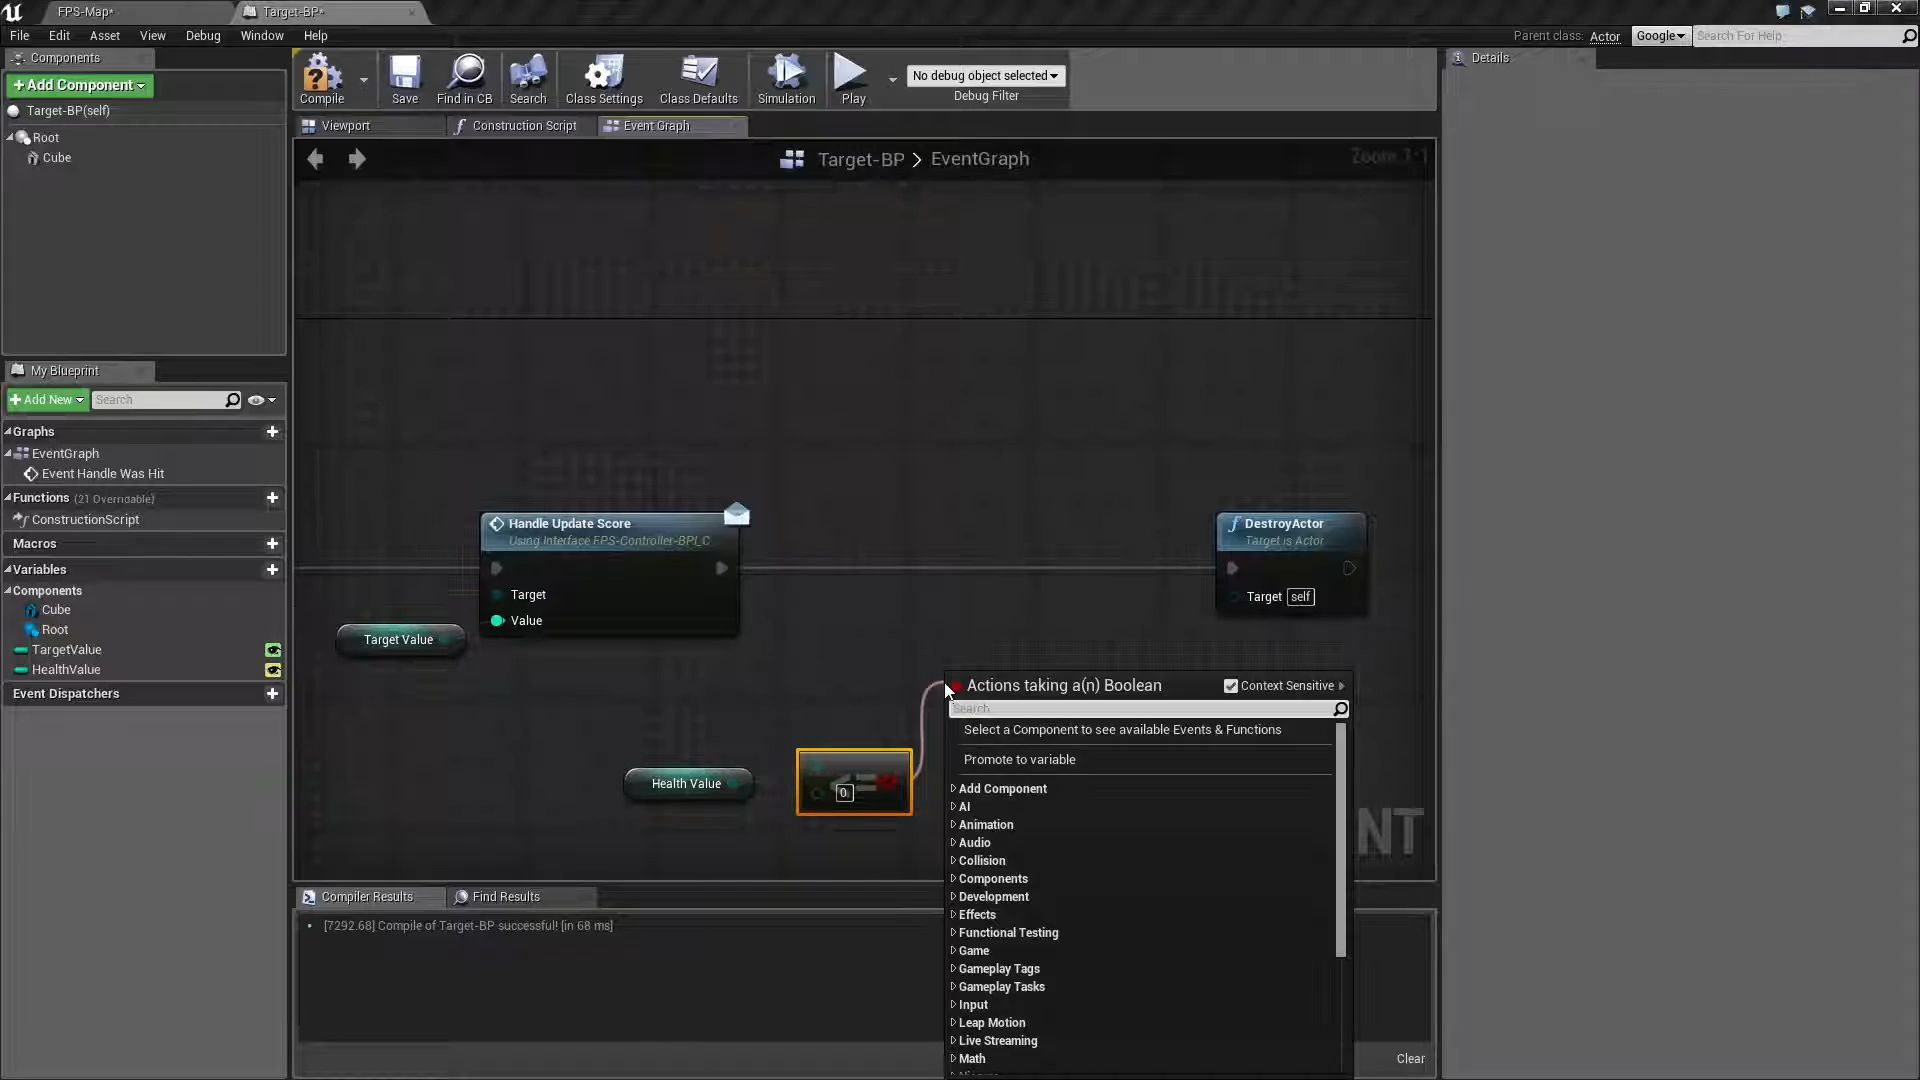 FPS-Map*
Target-BP*
File Edit Asset View Debug Window Help
Parent class: Actor
Google
Search For Help
Components
+Add Component
Target-BP(self)
Root
Cube
My Blueprint
+Add New
Search
Graphs
EventGraph
Event Handle Was Hit
Functions (21 Overridable)
ConstructionScript
Macros
Variables
Components
Cube
Root
TargetValue
HealthValue
Event Dispatchers
Compile
Save
Find in CB
Search
Class Settings
Class Defaults
Simulation
Play
No debug object selected
Debug Filter
Viewport
Construction Script
Event Graph
Target-BP > EventGraph
Zoom 1:1
Handle Update Score
Using Interface FPS-Controller-BPI_C
Target
Value
Target Value
DestroyActor
Target is Actor
Target self
Health Value
<=
0
Actions taking a(n) Boolean
Context Sensitive
Search
Select a Component to see available Events & Functions
Promote to variable
Add Component
AI
Animation
Audio
Collision
Components
Development
Effects
Functional Testing
Game
Gameplay Tags
Gameplay Tasks
Input
Leap Motion
Live Streaming
Math
NT
Compiler Results
Find Results
[7292.68] Compile of Target-BP successful! [in 68 ms]
Clear
Details